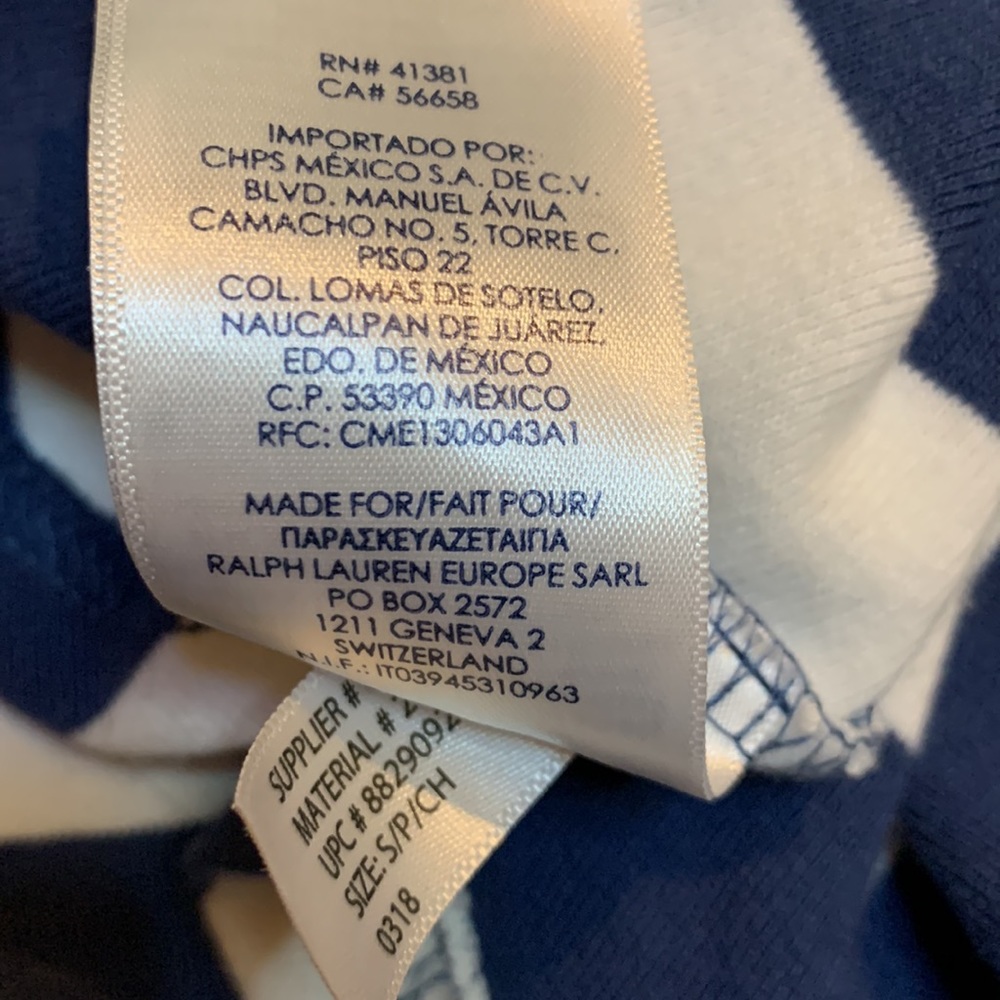 RN# 41381
CA# 56658
IMPORTADO POR:
CHPS MÉXICO S.A. DE C.V.
BLVD. MANUEL ÁVILA
CAMACHO NO. 5, TORRE C,
PISO 22
COL. LOMAS DE SOTELO,
NAUCALPAN DE JUÁREZ,
EDO. DE MÉXICO
C.P. 53390 MÉXICO
RFC: CME1306043A1
MADE FOR/FAIT POUR/
ΠΑΡΑΣΚΕΥΑΖΕΤΑΙΓΙΑ
RALPH LAUREN EUROPE SARL
PO BOX 2572
1211 GENEVA 2
SWITZERLAND
N.I.F.: IT03945310963
SUPPLIER #
MATERIAL #
UPC #
SIZE: S/P/CH
0318